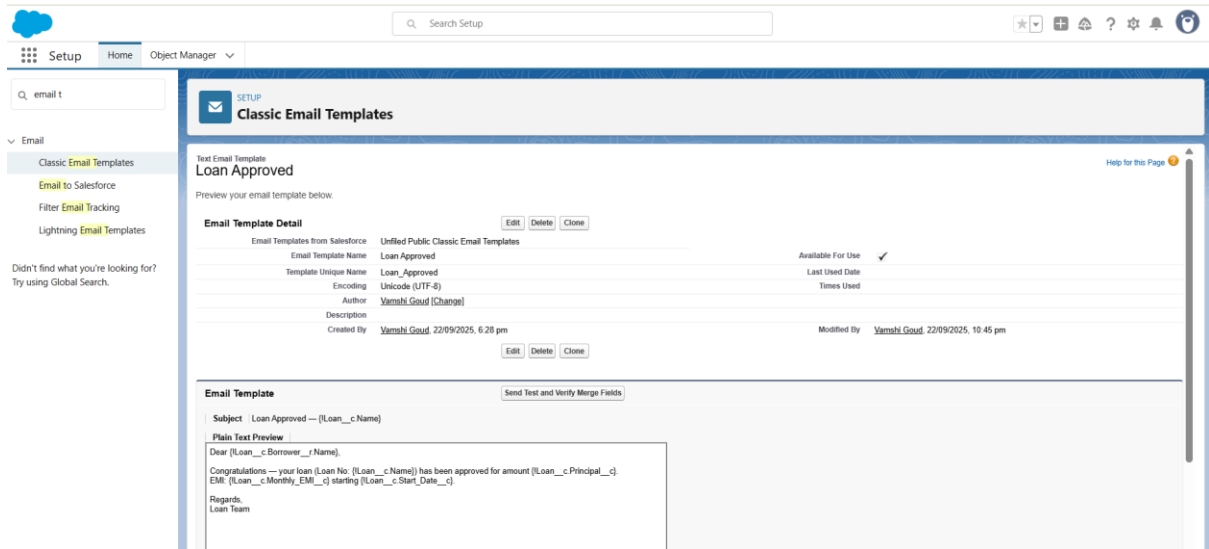 Search Setup
Setup Home Object Manager
email t
Email
Classic Email Templates
Email to Salesforce
Filter Email Tracking
Lightning Email Templates
Didn't find what you're looking for?
Try using Global Search.
SETUP
Classic Email Templates
Text Email Template
Loan Approved
Help for this Page
Preview your email template below.
Email Template Detail Edit Delete Clone
Email Templates from Salesforce Unfiled Public Classic Email Templates
Email Template Name Loan Approved Available For Use ✓
Template Unique Name Loan_Approved Last Used Date
Encoding Unicode (UTF-8) Times Used
Author Vamshi Goud [Change]
Description
Created By Vamshi Goud, 22/09/2025, 6:28 pm Modified By Vamshi Goud, 22/09/2025, 10:45 pm
Edit Delete Clone
Email Template Send Test and Verify Merge Fields
Subject Loan Approved — {!Loan__c.Name}
Plain Text Preview
Dear {!Loan__c.Borrower__r.Name},
Congratulations — your loan (Loan No: {!Loan__c.Name}) has been approved for amount {!Loan__c.Principal__c}.
EMI: {!Loan__c.Monthly_EMI__c} starting {!Loan__c.Start_Date__c}.
Regards,
Loan Team